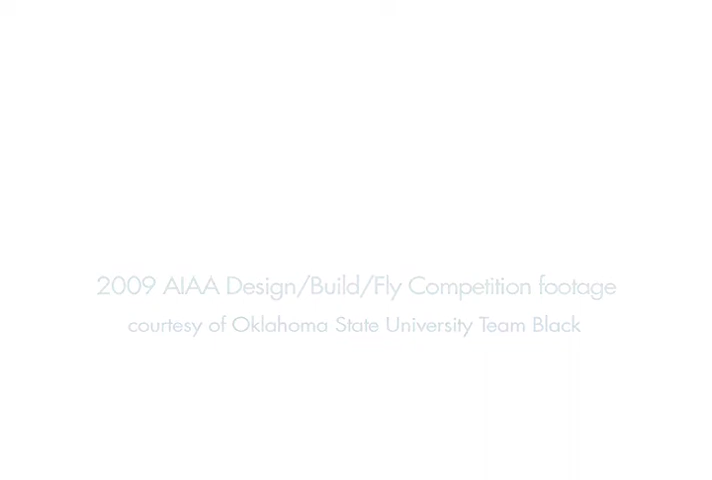 2009 AIAA Design/Build/Fly Competition footage
courtesy of Oklahoma State University Team Black